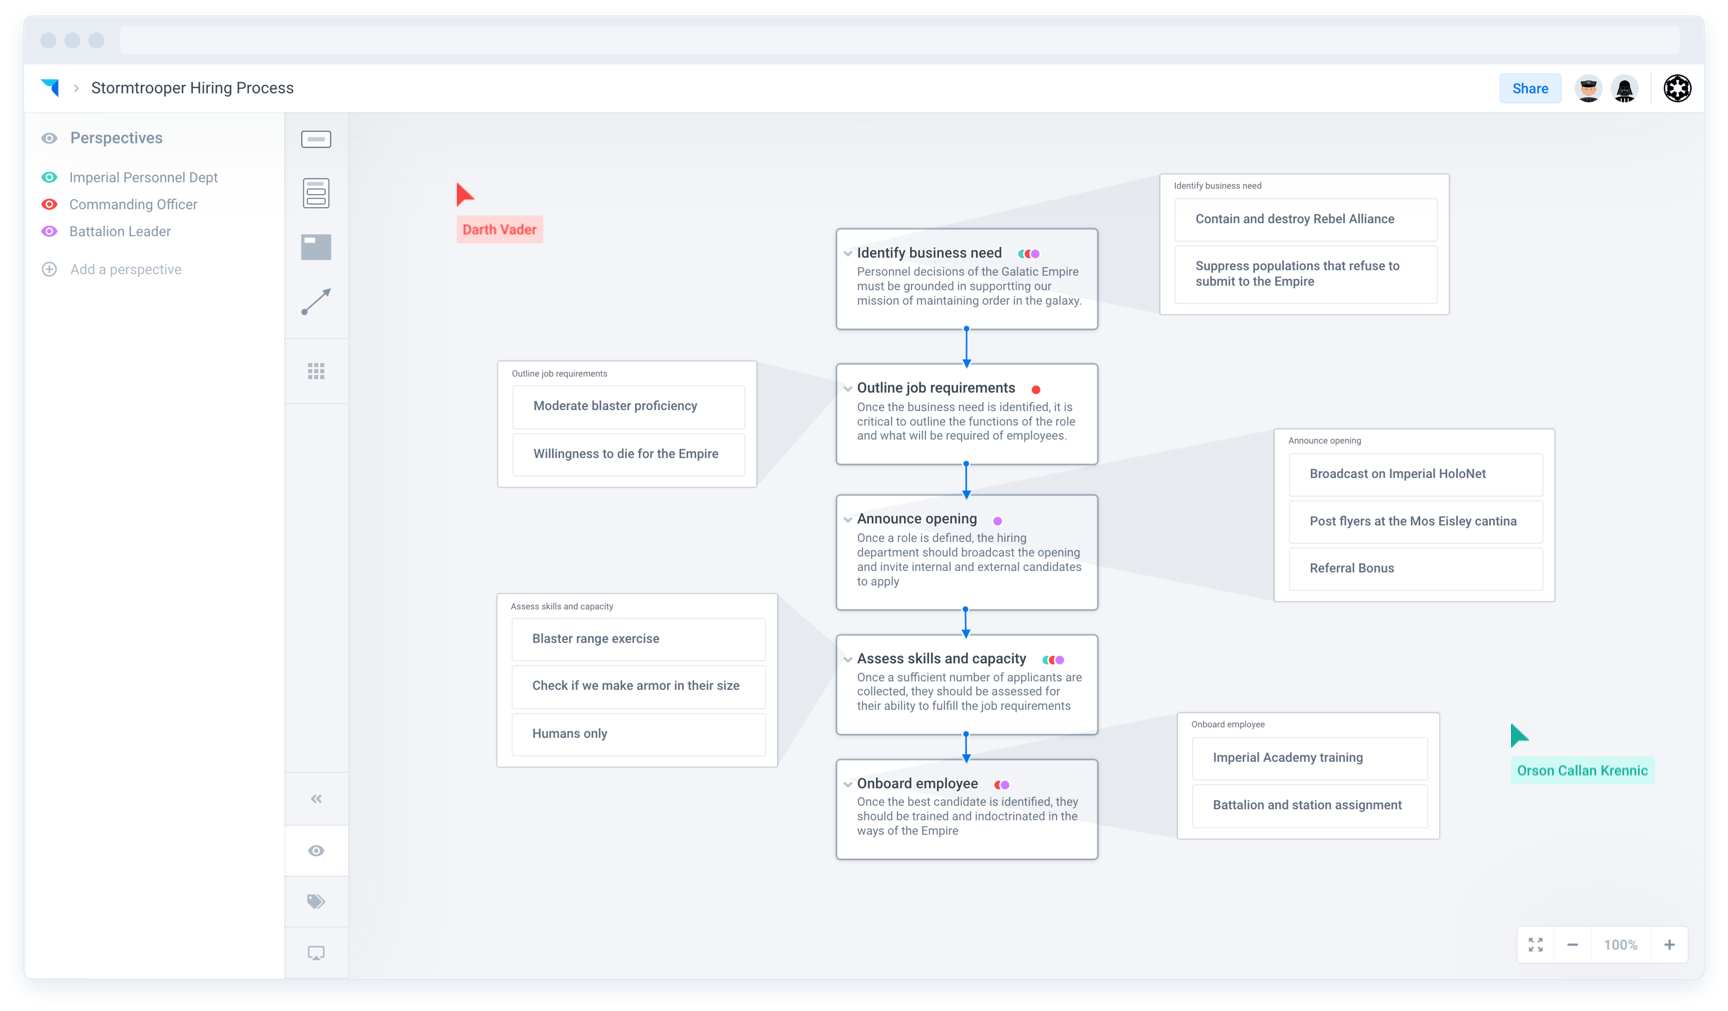 Stormtrooper Hiring Process
Share
Perspectives
Imperial Personnel Dept
Commanding Officer
Battalion Leader
Add a perspective
Darth Vader
Identify business need
Personnel decisions of the Galatic Empire
must be grounded in supportting our
mission of maintaining order in the galaxy.
Identify business need
Contain and destroy Rebel Alliance
Suppress populations that refuse to
submit to the Empire
Outline job requirements
Moderate blaster proficiency
Willingness to die for the Empire
Outline job requirements
Once the business need is identified, it is
critical to outline the functions of the role
and what will be required of employees.
Announce opening
Once a role is defined, the hiring
department should broadcast the opening
and invite internal and external candidates
to apply
Announce opening
Broadcast on Imperial HoloNet
Post flyers at the Mos Eisley cantina
Referral Bonus
Assess skills and capacity
Blaster range exercise
Check if we make armor in their size
Humans only
Assess skills and capacity
Once a sufficient number of applicants are
collected, they should be assessed for
their ability to fulfill the job requirements
Onboard employee
Once the best candidate is identified, they
should be trained and indoctrinated in the
ways of the Empire
Onboard employee
Imperial Academy training
Battalion and station assignment
Orson Callan Krennic
100%